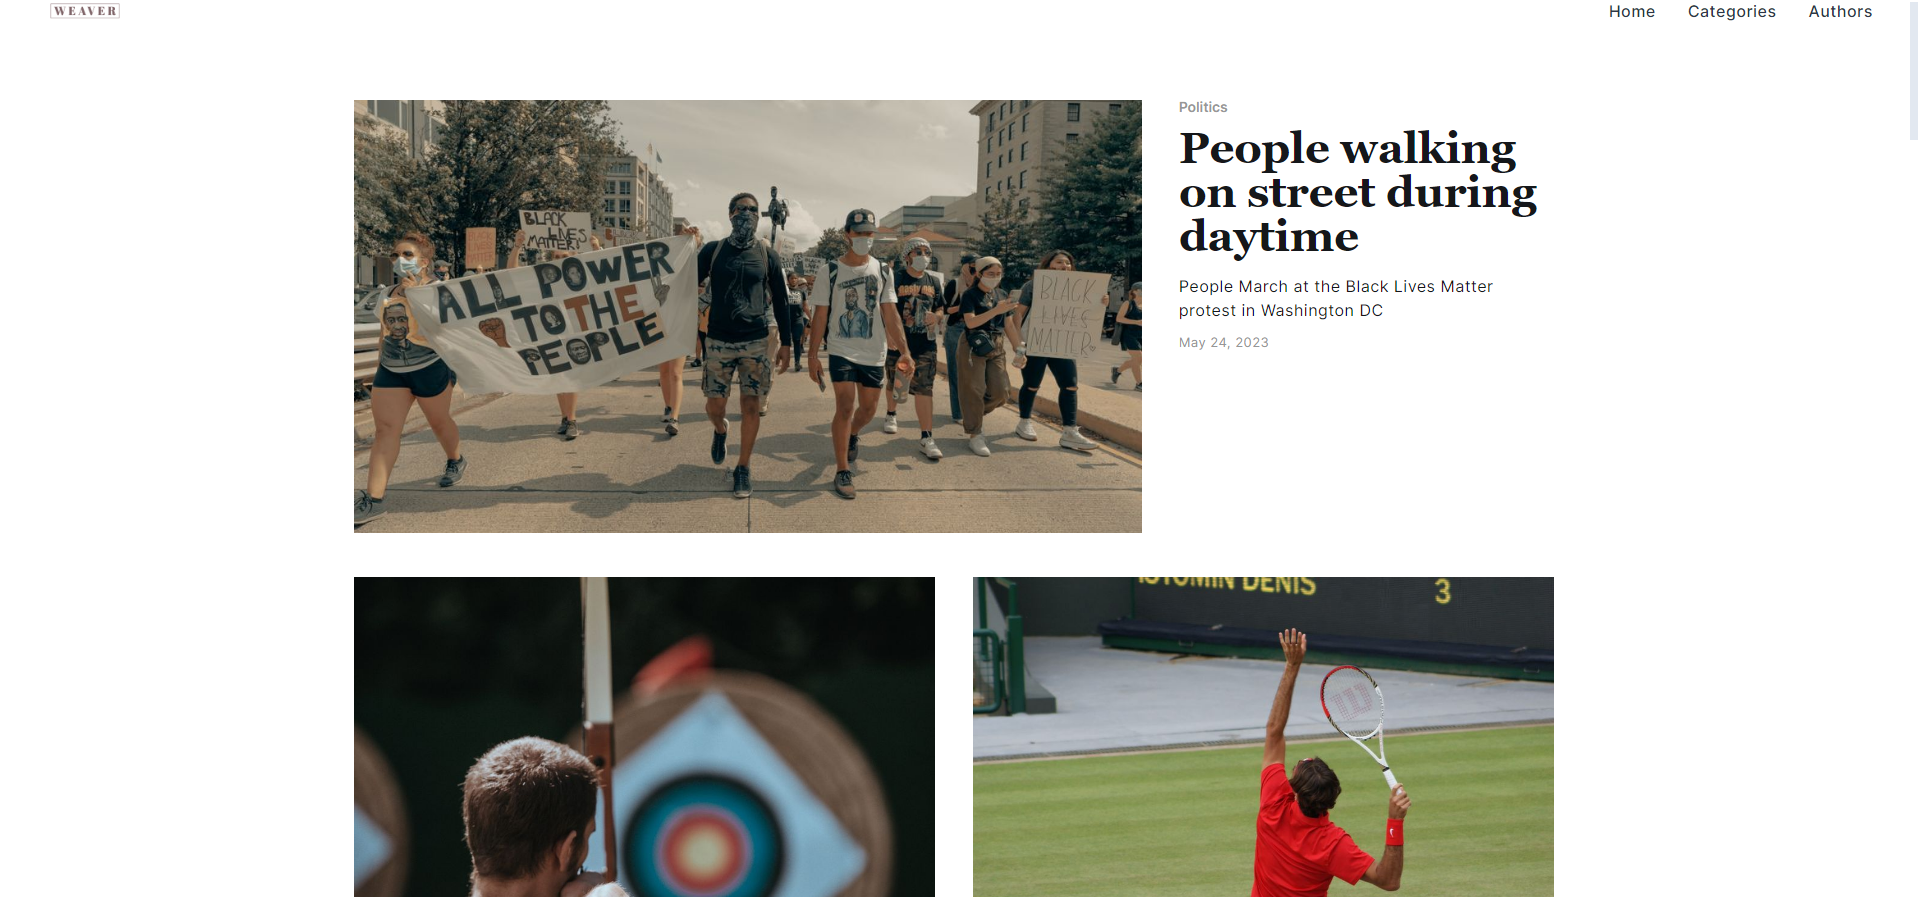 WEAVER
Home Categories Authors
Politics
People walking
on street during
daytime
People March at the Black Lives Matter
protest in Washington DC
May 24, 2023
BLACK
LIVES
MATTER!
ALL POWER
TO THE
PEOPLE
BLACK
LIVES
MATTER
ISTOMIN DENIS 3